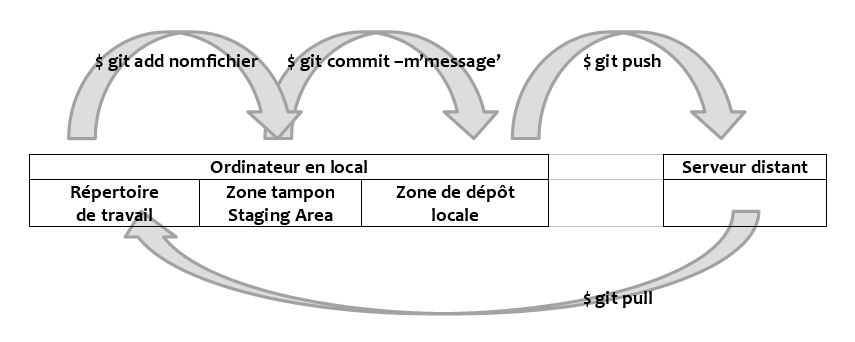 $ git add nomfichier
$ git commit –m’message’
$ git push
Ordinateur en local
Serveur distant
Répertoire
de travail
Zone tampon
Staging Area
Zone de dépôt
locale
$ git pull